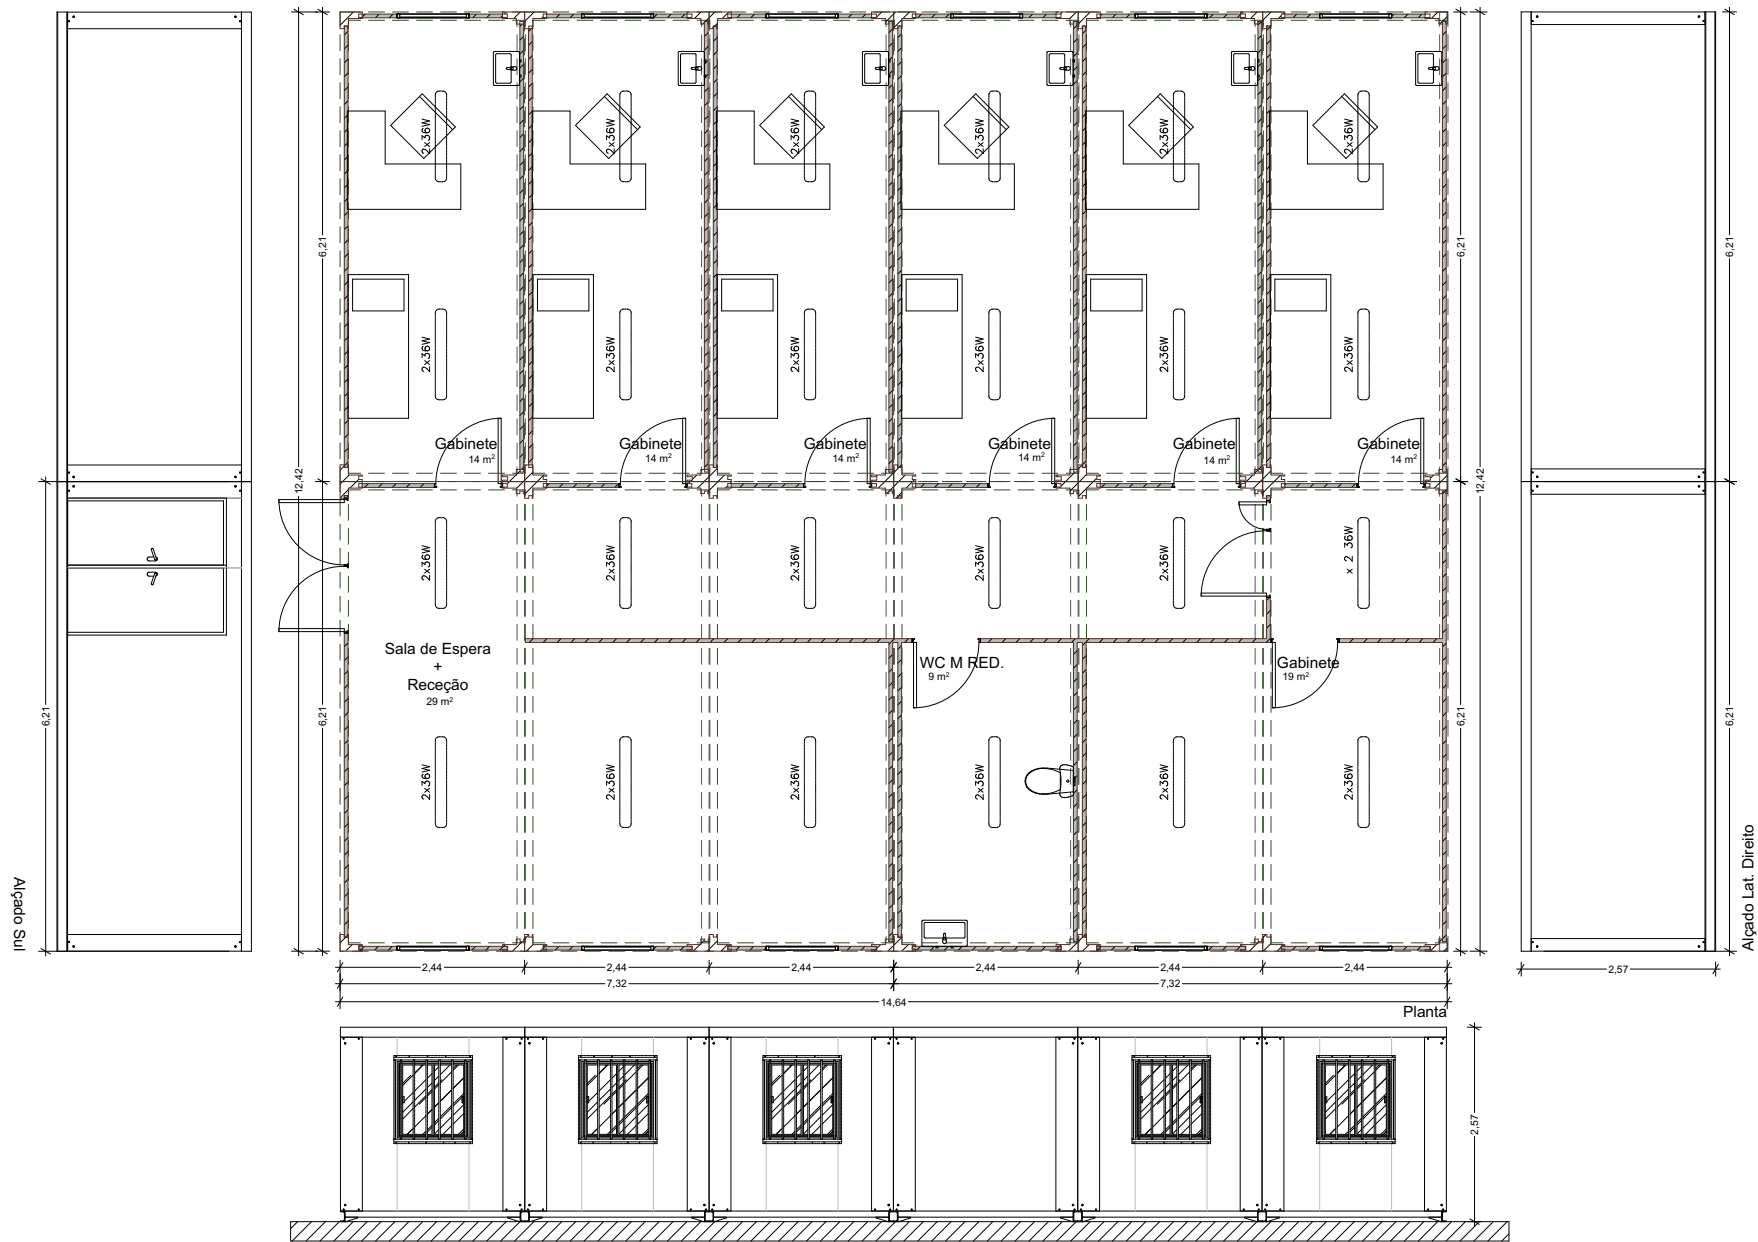 2x36W
2x36W
2x36W
2x36W
2x36W
2x36W
6,21
6,21
6,21
2x36W
2x36W
2x36W
2x36W
2x36W
2x36W
Gabinete
14 m²
Gabinete
14 m²
Gabinete
14 m²
Gabinete
14 m²
Gabinete
14 m²
Gabinete
14 m²
12,42
12,42
2x36W
2x36W
2x36W
2x36W
2x36W
x 2 36W
Sala de Espera
+
Receção
29 m²
WC M RED.
9 m²
Gabinete
19 m²
6,21
6,21
6,21
6,21
2x36W
2x36W
2x36W
2x36W
2x36W
2x36W
Alçado Sul
Alçado Lat. Direito
2,44
2,44
2,44
2,44
2,44
2,44
2,57
7,32
7,32
14,64
Planta
2,57